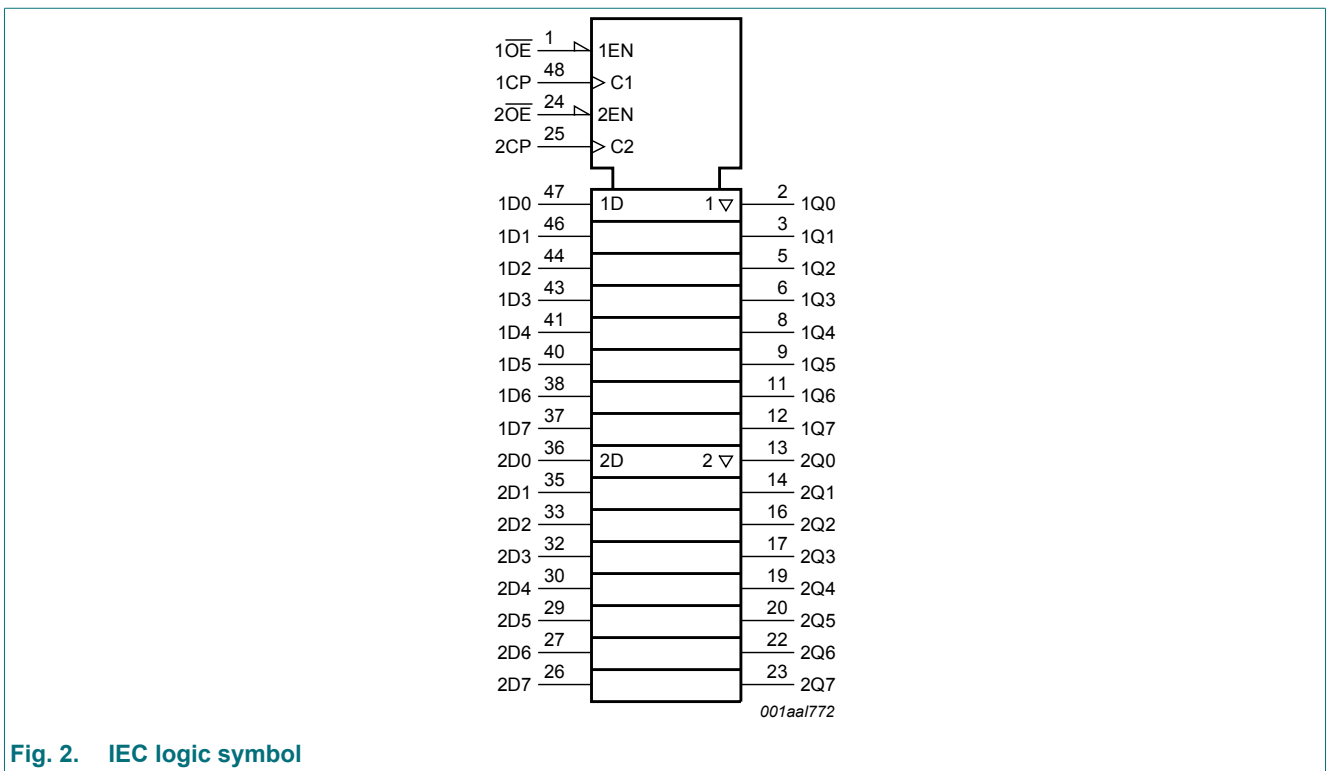 1O̅E̅ 1 1EN
1CP 48 C1
2O̅E̅ 24 2EN
2CP 25 C2
1D0 47 1D 1 ▽ 2 1Q0
1D1 46 3 1Q1
1D2 44 5 1Q2
1D3 43 6 1Q3
1D4 41 8 1Q4
1D5 40 9 1Q5
1D6 38 11 1Q6
1D7 37 12 1Q7
2D0 36 2D 2 ▽ 13 2Q0
2D1 35 14 2Q1
2D2 33 16 2Q2
2D3 32 17 2Q3
2D4 30 19 2Q4
2D5 29 20 2Q5
2D6 27 22 2Q6
2D7 26 23 2Q7
001aal772
Fig. 2. IEC logic symbol